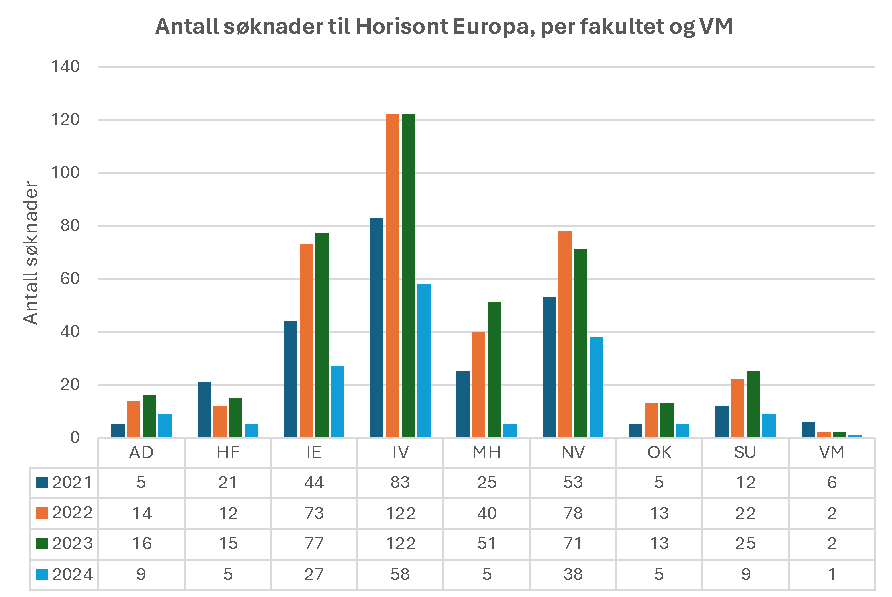 Antall søknader til Horisont Europa, per fakultet og VM
140
120
100
80
60
40
20
0
Antall søknader
AD HF IE IV MH NV OK SU VM
2021 5 21 44 83 25 53 5 12 6
2022 14 12 73 122 40 78 13 22 2
2023 16 15 77 122 51 71 13 25 2
2024 9 5 27 58 5 38 5 9 1